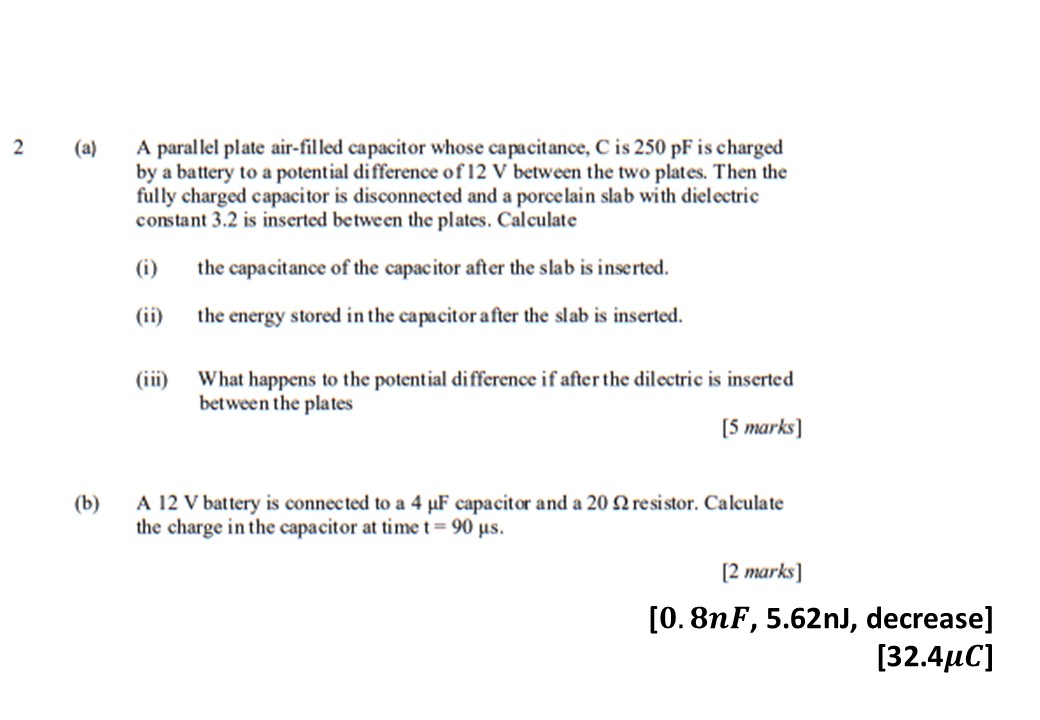 2 (a) A parallel plate air-filled capacitor whose capacitance, C is 250 pF is charged
by a battery to a potential difference of 12 V between the two plates. Then the
fully charged capacitor is disconnected and a porcelain slab with dielectric
constant 3.2 is inserted between the plates. Calculate
(i) the capacitance of the capacitor after the slab is inserted.
(ii) the energy stored in the capacitor after the slab is inserted.
(iii) What happens to the potential difference if after the dilectric is inserted
between the plates
[5 marks]
(b) A 12 V battery is connected to a 4 µF capacitor and a 20 Ω resistor. Calculate
the charge in the capacitor at time t = 90 µs.
[2 marks]
[0.8nF, 5.62nJ, decrease]
[32.4μC]